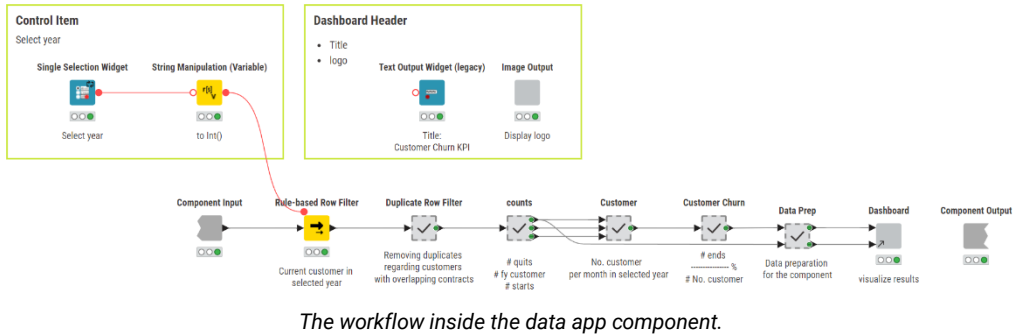 Control Item
Select year
Single Selection Widget
String Manipulation (Variable)
Select year
to Int()
Dashboard Header
• Title
• logo
Text Output Widget (legacy)
Image Output
Title:
Customer Churn KPI
Display logo
Component Input
Rule-based Row Filter
Duplicate Row Filter
counts
Customer
Customer Churn
Data Prep
Dashboard
Component Output
Current customer in
selected year
Removing duplicates
regarding customers
with overlapping contracts
# quits
# fy customer
# starts
No. customer
per month in selected year
# ends
--------------- %
# No. customer
Data preparation
for the component
visualize results
The workflow inside the data app component.